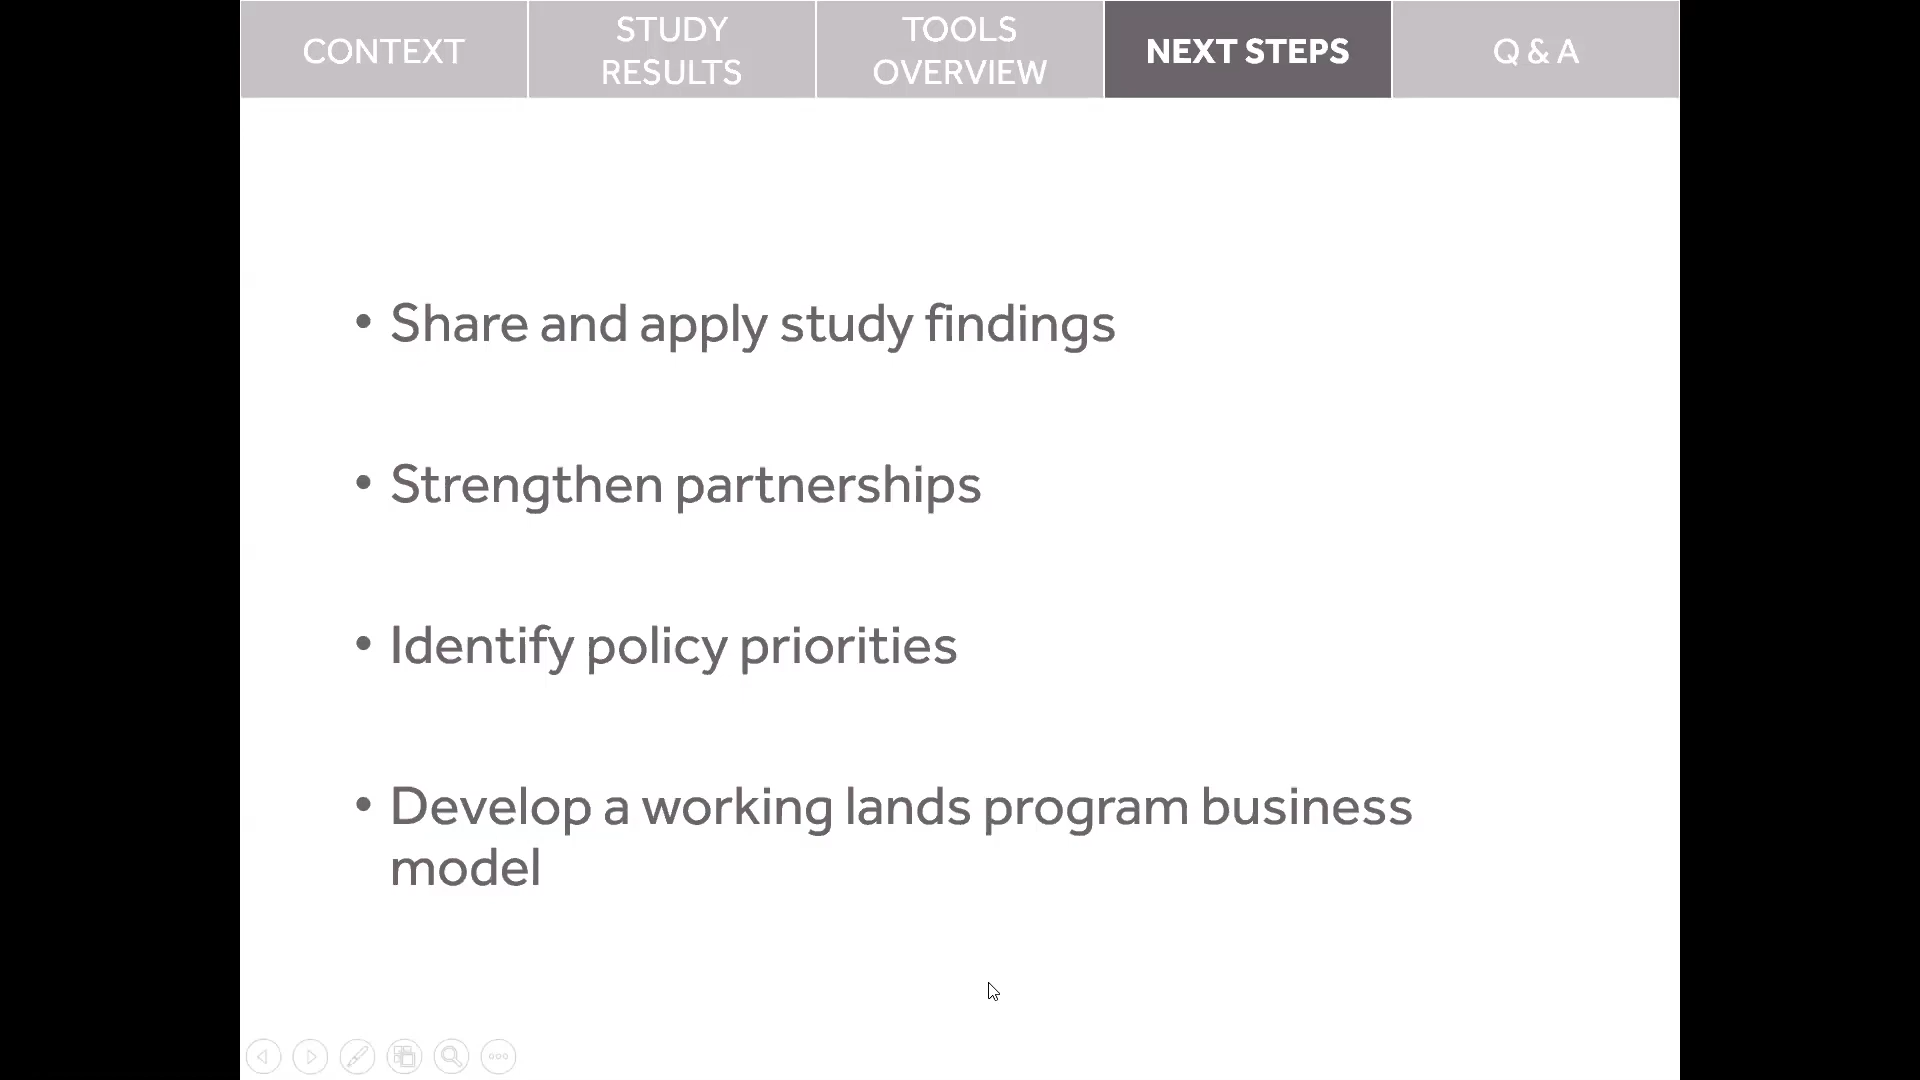 CONTEXT
STUDY
RESULTS
TOOLS
OVERVIEW
NEXT STEPS
Q & A
• Share and apply study findings
• Strengthen partnerships
• Identify policy priorities
• Develop a working lands program business
model